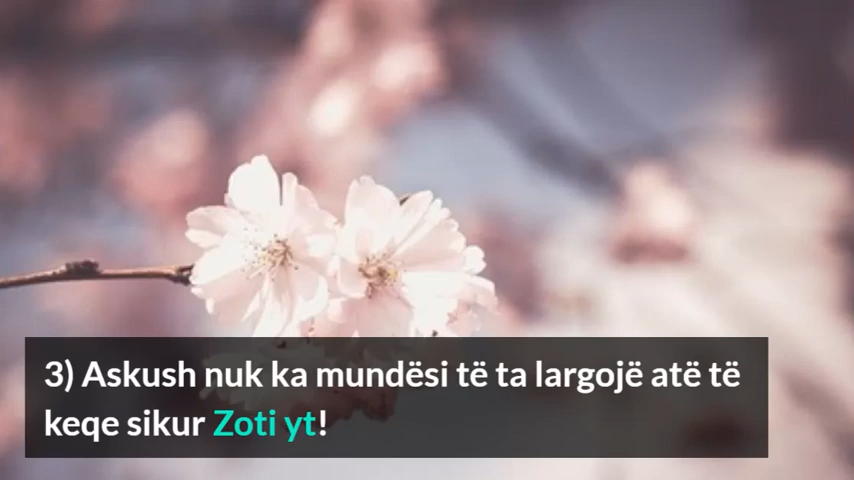 3) Askush nuk ka mundësi të ta largojë atë të
keqe sikur Zoti yt!